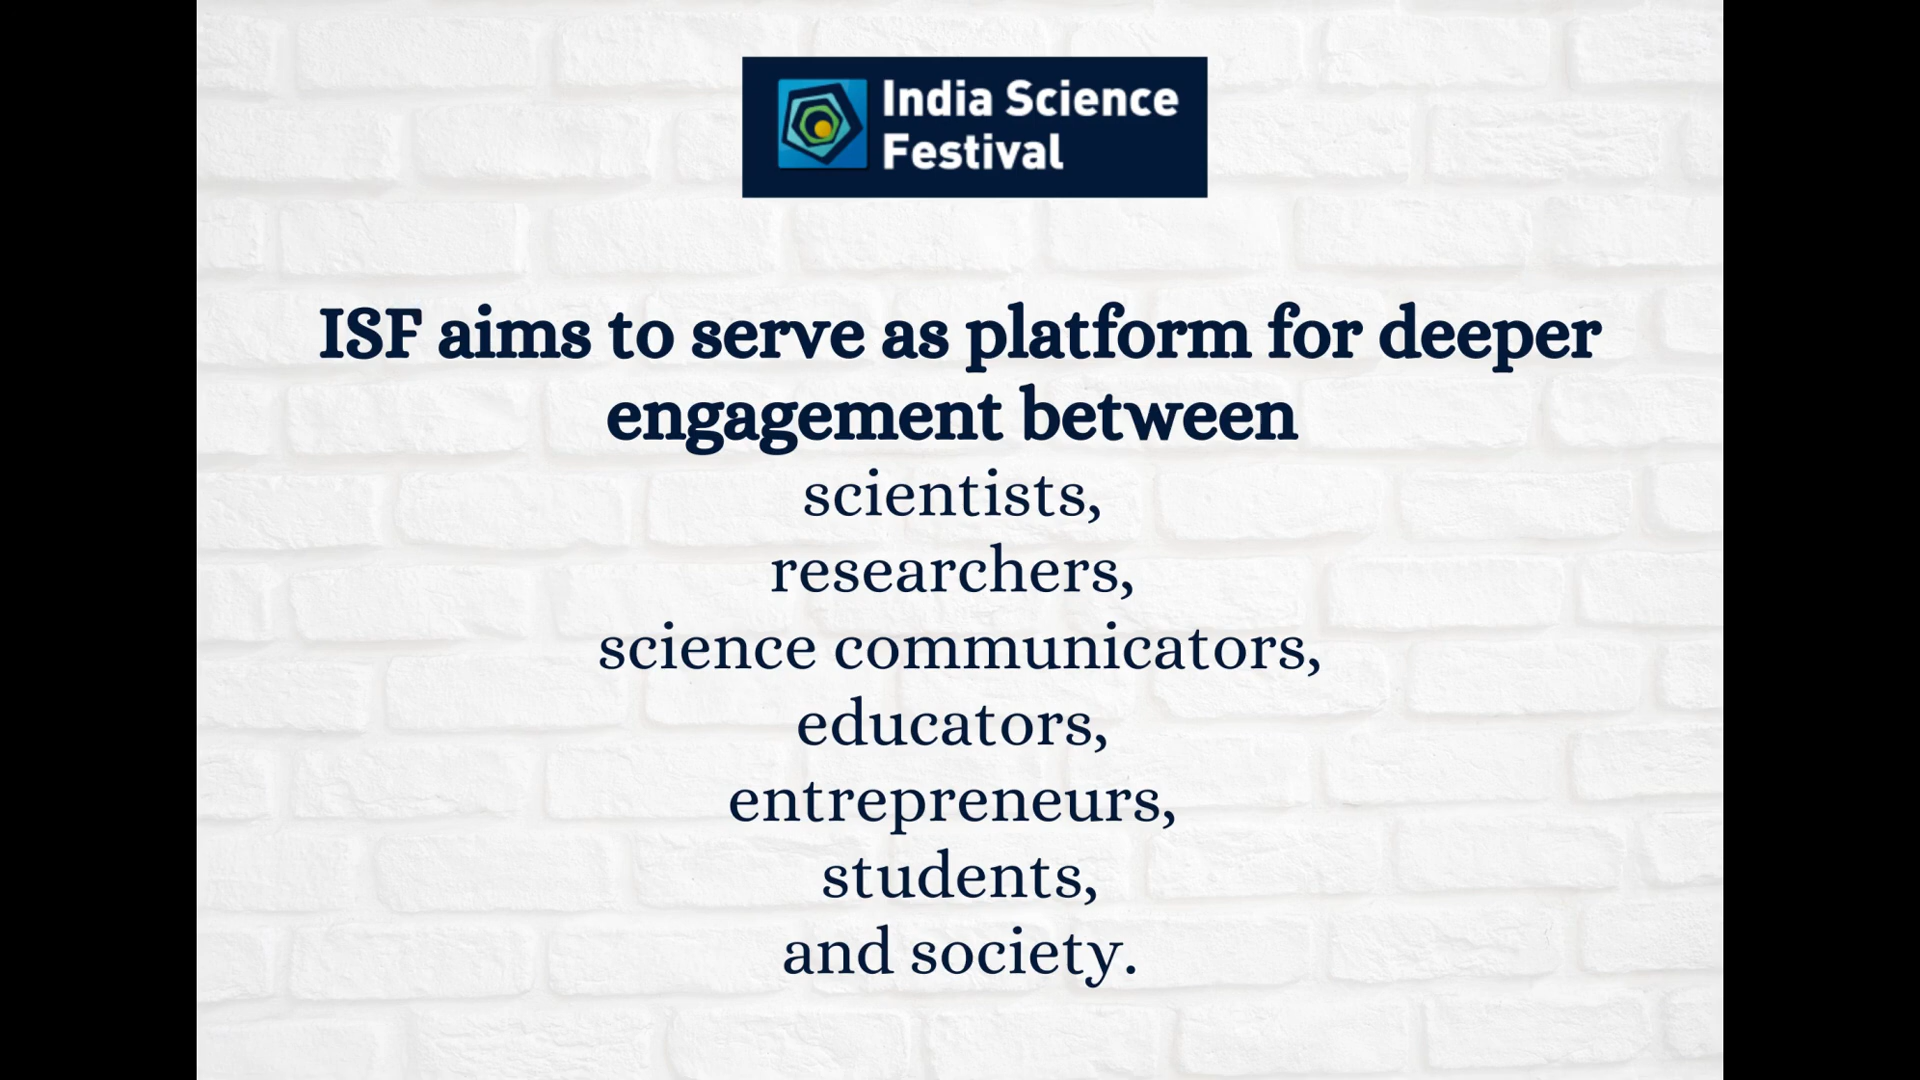 India Science
Festival
ISF aims to serve as platform for deeper
engagement between
scientists,
researchers,
science communicators,
educators,
entrepreneurs,
students,
and society.